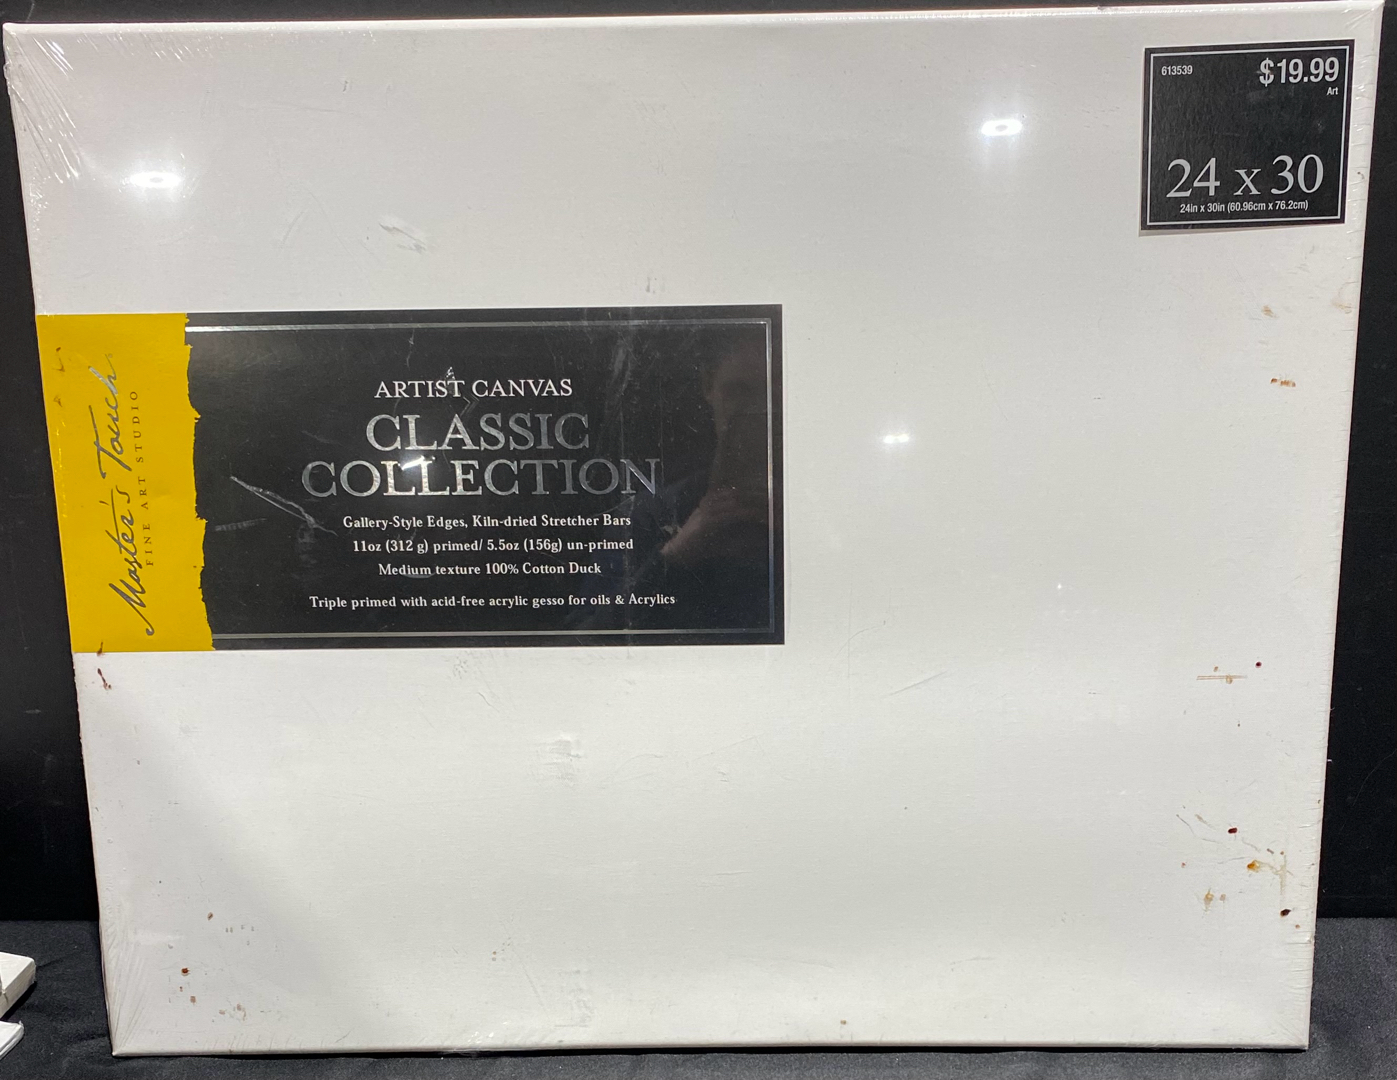 613539
$19.99
Art
24 x 30
24in x 30in (60.96cm x 76.2cm)
Master's Touch
FINE ART STUDIO
ARTIST CANVAS
CLASSIC
COLLECTION
Gallery-Style Edges, Kiln-dried Stretcher Bars
11oz (312 g) primed/ 5.5oz (156g) un-primed
Medium texture 100% Cotton Duck
Triple primed with acid-free acrylic gesso for oils & Acrylics